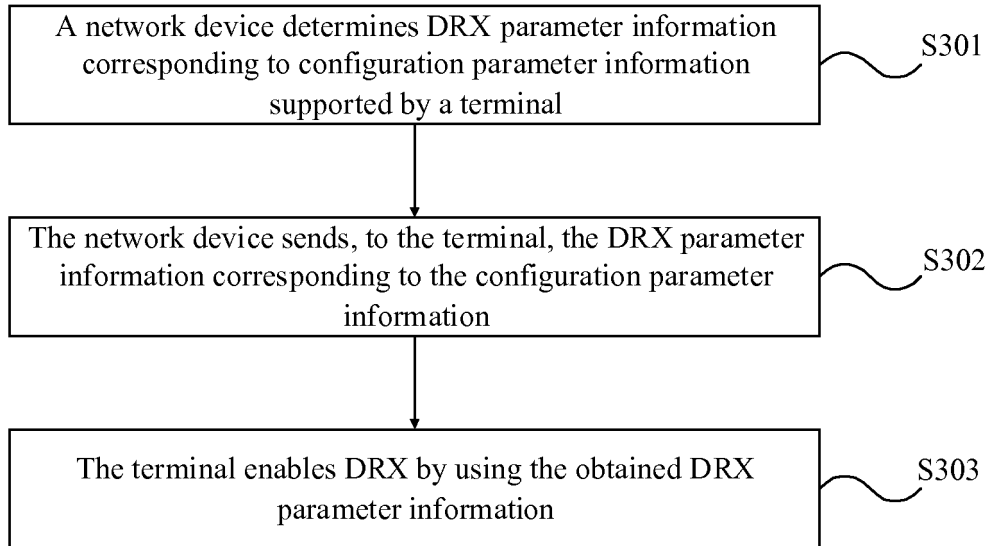 A network device determines DRX parameter information
corresponding to configuration parameter information
supported by a terminal
S301
The network device sends, to the terminal, the DRX parameter
information corresponding to the configuration parameter
information
S302
The terminal enables DRX by using the obtained DRX
parameter information
S303